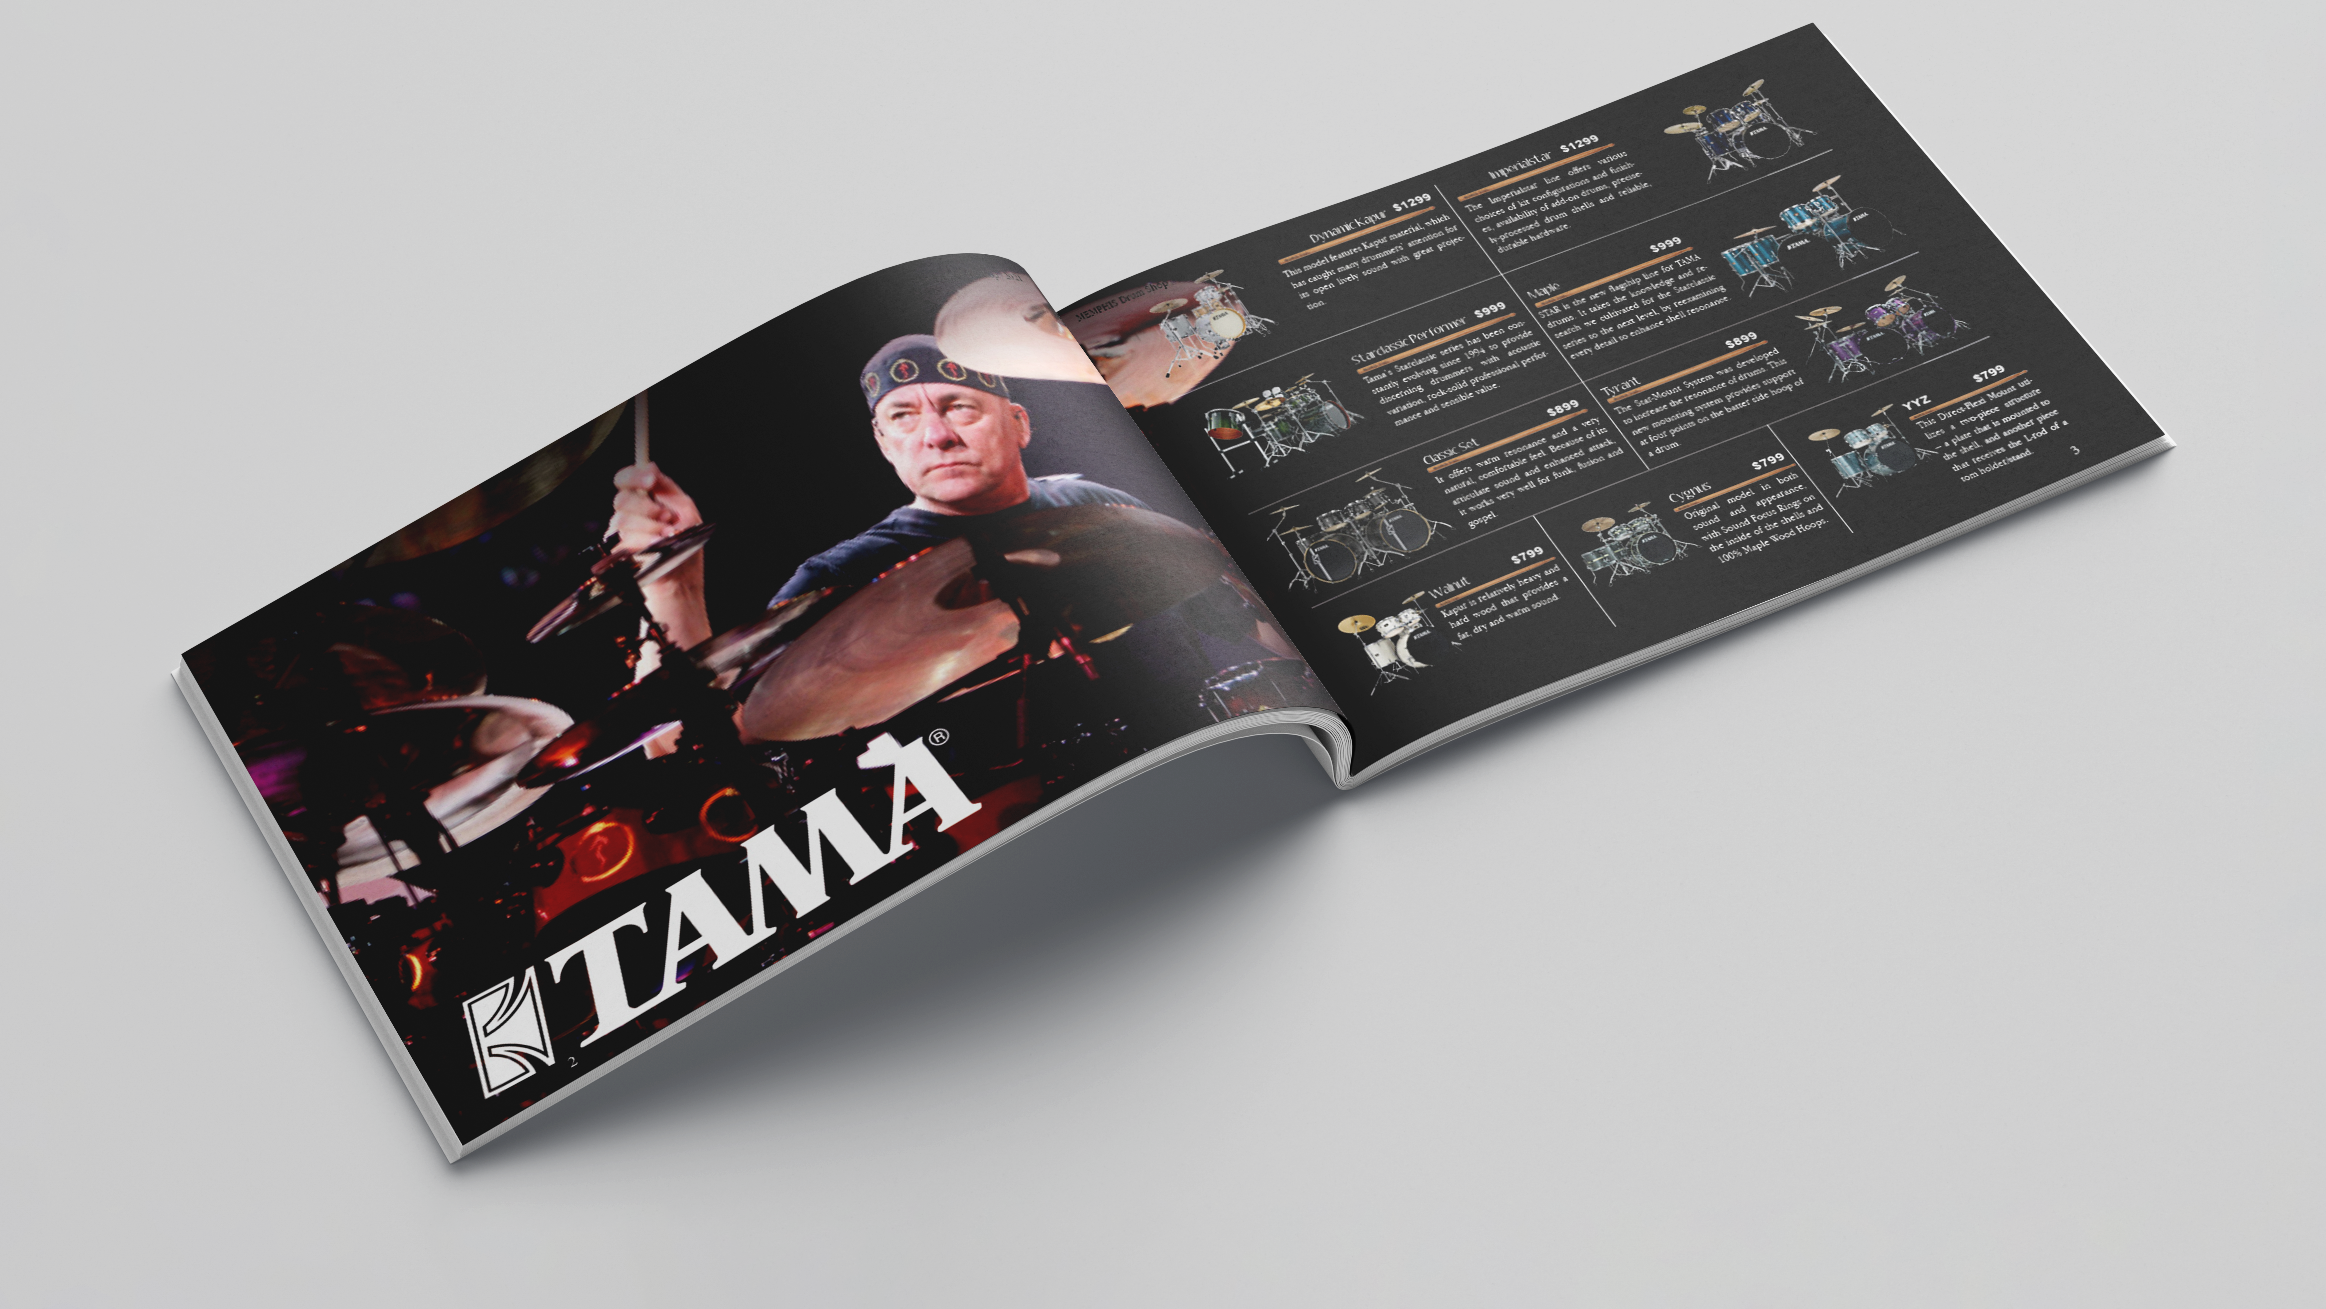 TAMA®
2
MEMPHIS Drum Shop
Dynamic Kapur $1299
This model features Kapur material, which
has caught many drummers' attention for
its open lively sound with great projec-
tion.
Starclassic Performer $999
Tama's Starclassic series has been con-
stantly evolving since 1994 to provide
discerning drummers with acoustic
variation, rock-solid professional perfor-
mance and sensible value.
Classic Set $899
It offers warm resonance and a very
natural, comfortable feel. Because of its
articulate sound and enhanced attack,
it works very well for funk, fusion and
gospel
Walnut $799
Kapur is relatively heavy and
hard wood that provides a
fat, dry and warm sound.
Imperialstar $1299
The Imperialstar line offers various
choices of kit configurations and finish-
es, availability of add-on drums, precise-
ly-processed drum shells and reliable,
durable hardware.
Maple $999
STAR is the new flagship line for TAMA
drums. It takes the knowledge and re-
search we cultivated for the Starclassic
series to the next level, by reexamining
every detail to enhance shell resonance.
Tyrant $899
The Star-Mount System was developed
to increase the resonance of drums. This
new mounting system provides support
at four points on the batter side hoop of
a drum.
Cygnus $799
Original model in both
sound and appearance,
with Sound Focus Rings on
the inside of the shells and
100% Maple Wood Hoops.
YYZ $799
This Direct-Flexi Mount uti-
lizes a two-piece structure
— a plate that is mounted to
the shell, and another piece
that receives the L-rod of a
tom holder/stand.
3